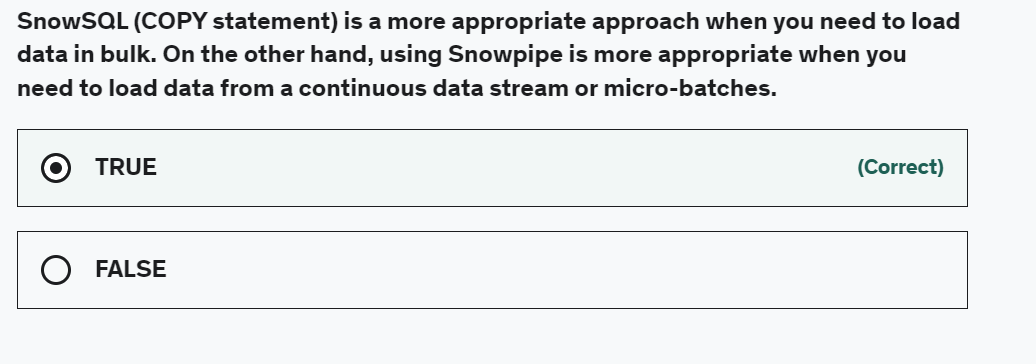 SnowSQL (COPY statement) is a more appropriate approach when you need to load
data in bulk. On the other hand, using Snowpipe is more appropriate when you
need to load data from a continuous data stream or micro-batches.
TRUE (Correct)
FALSE